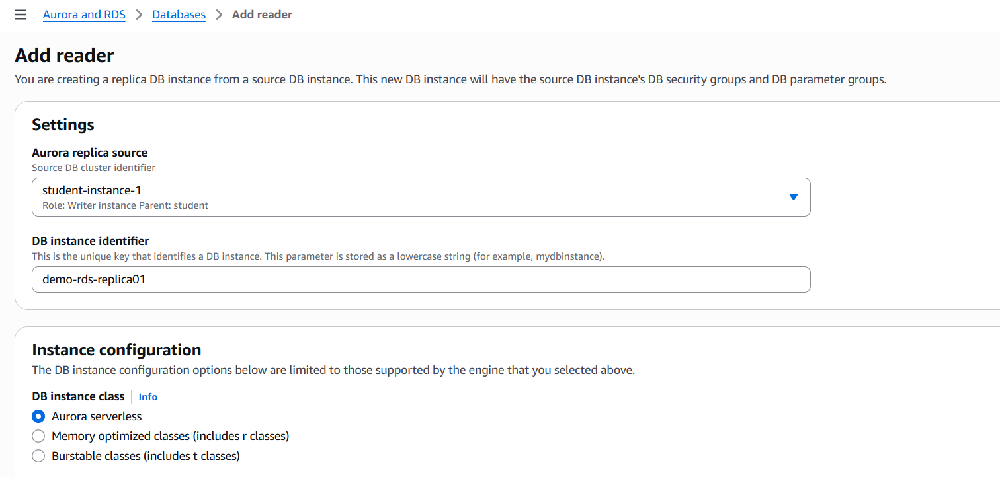 Aurora and RDS > Databases > Add reader
Add reader
You are creating a replica DB instance from a source DB instance. This new DB instance will have the source DB instance's DB security groups and DB parameter groups.
Settings
Aurora replica source
Source DB cluster identifier
student-instance-1
Role: Writer instance Parent: student
DB instance identifier
This is the unique key that identifies a DB instance. This parameter is stored as a lowercase string (for example, mydbinstance).
demo-rds-replica01
Instance configuration
The DB instance configuration options below are limited to those supported by the engine that you selected above.
DB instance class | Info
Aurora serverless
Memory optimized classes (includes r classes)
Burstable classes (includes t classes)